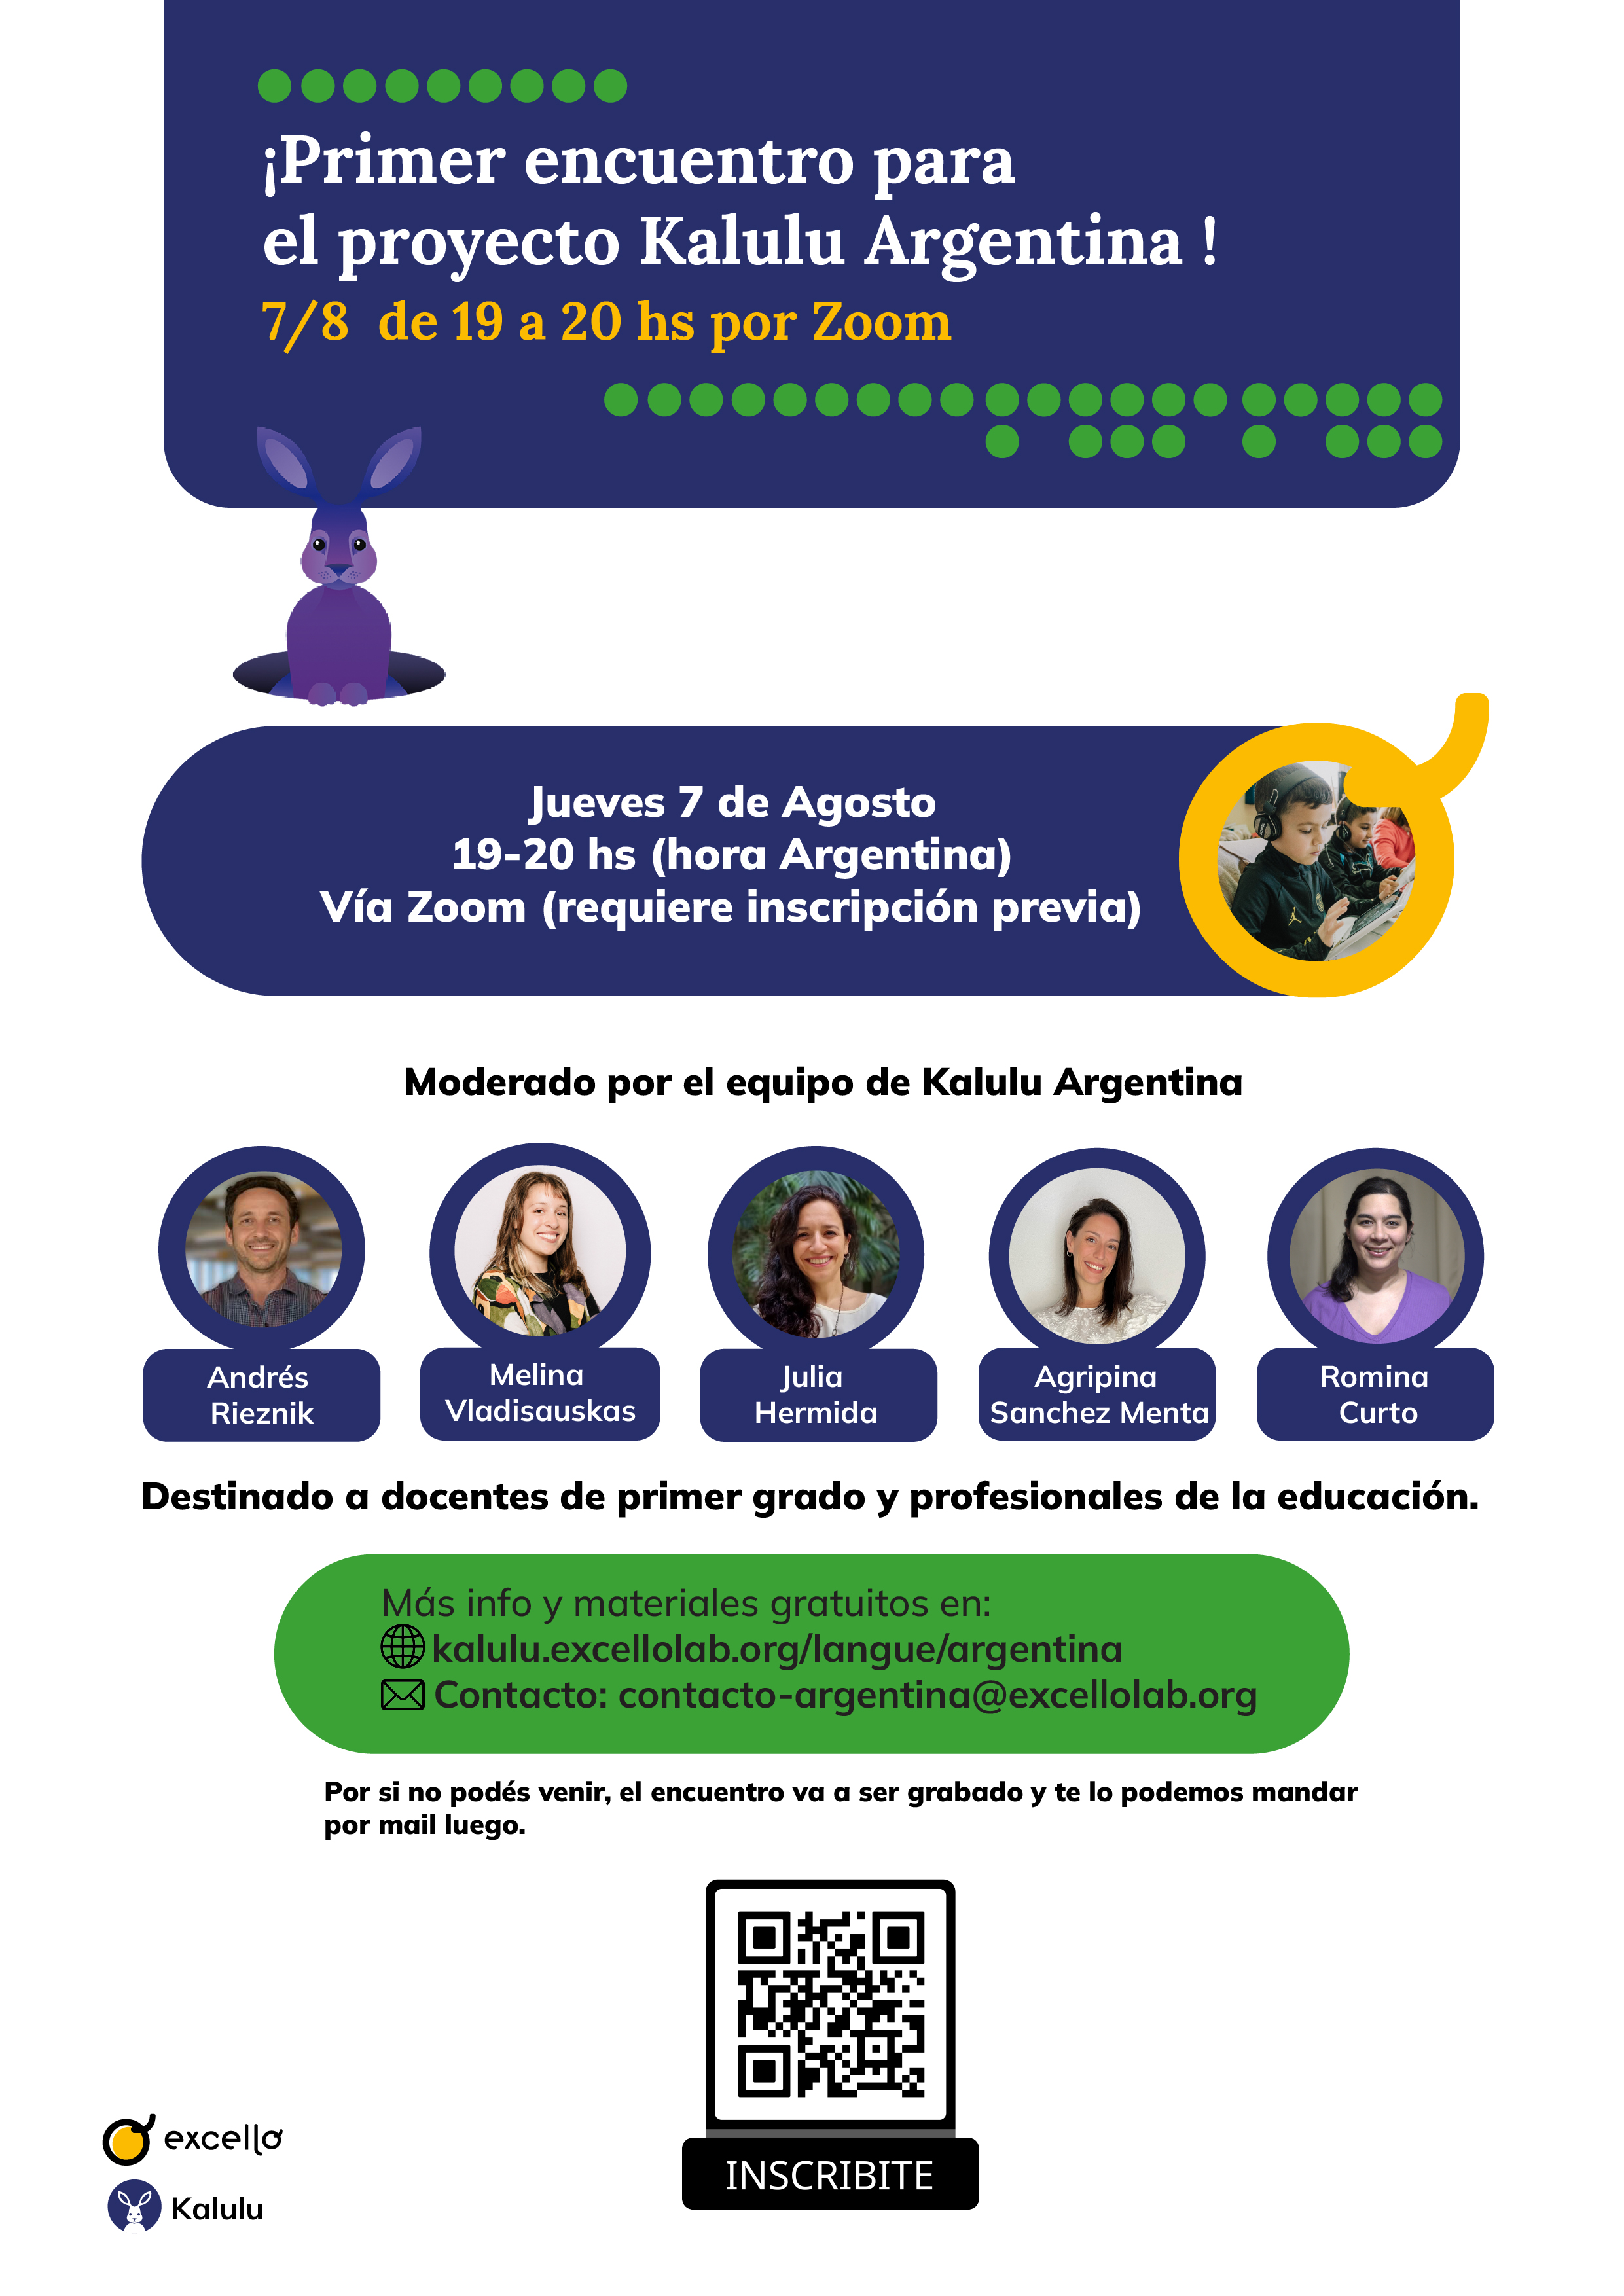 ¡Primer encuentro para
el proyecto Kalulu Argentina !
7/8 de 19 a 20 hs por Zoom
Jueves 7 de Agosto
19-20 hs (hora Argentina)
Vía Zoom (requiere inscripción previa)
Moderado por el equipo de Kalulu Argentina
Andrés
Rieznik
Melina
Vladisauskas
Julia
Hermida
Agripina
Sanchez Menta
Romina
Curto
Destinado a docentes de primer grado y profesionales de la educación.
Más info y materiales gratuitos en:
kalulu.excellolab.org/langue/argentina
Contacto: contacto-argentina@excellolab.org
Por si no podés venir, el encuentro va a ser grabado y te lo podemos mandar
por mail luego.
INSCRIBITE
excello
Kalulu